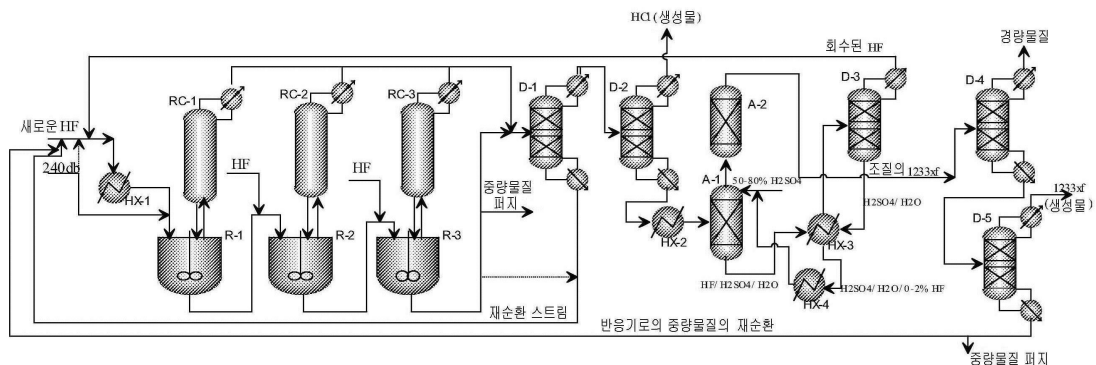 HCl (생성물)
회수된 HF
경량물질
RC-1
RC-2
RC-3
D-1
D-2
A-2
D-3
D-4
새로운 HF
240db
HX-1
HF
HF
중량물질
퍼지
A-1
50-80% H2SO4
조질의 1233xf
H2SO4/ H2O
1233xf
(생성물)
D-5
R-1
R-2
R-3
HX-2
HX-3
HF/ H2SO4/ H2O
HX-4
H2SO4/ H2O/ 0-2% HF
재순환 스트림
반응기로의 중량물질의 재순환
중량물질 퍼지